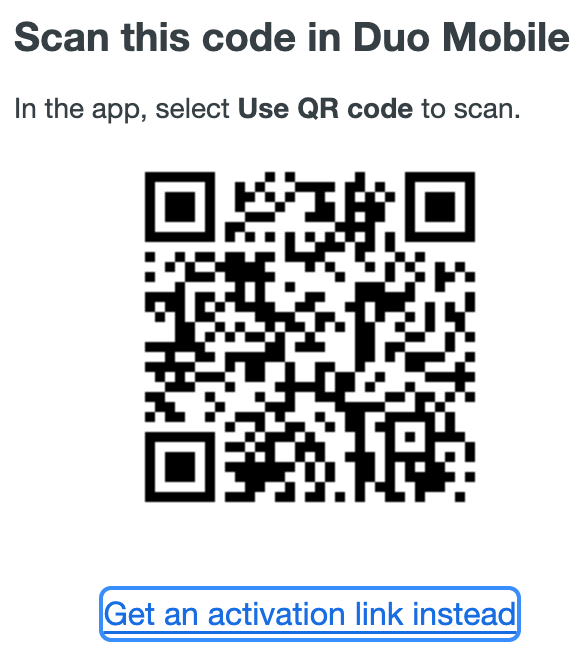 Scan this code in Duo Mobile
In the app, select Use QR code to scan.
Get an activation link instead